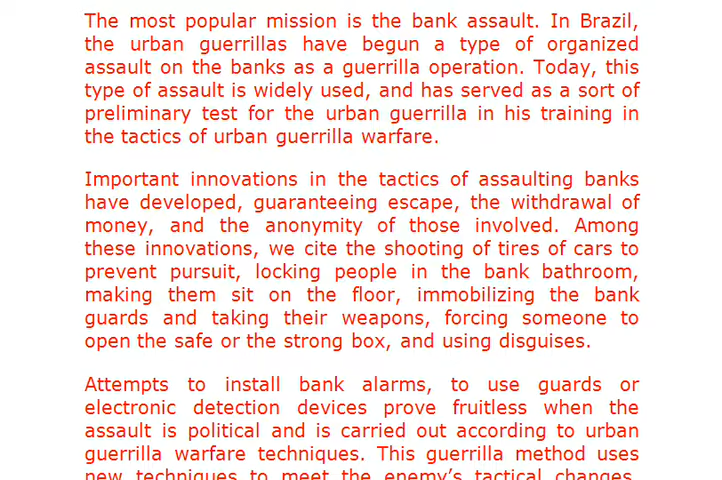 The most popular mission is the bank assault. In Brazil,
the urban guerrillas have begun a type of organized
assault on the banks as a guerrilla operation. Today, this
type of assault is widely used, and has served as a sort of
preliminary test for the urban guerrilla in his training in
the tactics of urban guerrilla warfare.
Important innovations in the tactics of assaulting banks
have developed, guaranteeing escape, the withdrawal of
money, and the anonymity of those involved. Among
these innovations, we cite the shooting of tires of cars to
prevent pursuit, locking people in the bank bathroom,
making them sit on the floor, immobilizing the bank
guards and taking their weapons, forcing someone to
open the safe or the strong box, and using disguises.
Attempts to install bank alarms, to use guards or
electronic detection devices prove fruitless when the
assault is political and is carried out according to urban
guerrilla warfare techniques. This guerrilla method uses
new techniques to meet the enemy’s tactical changes.